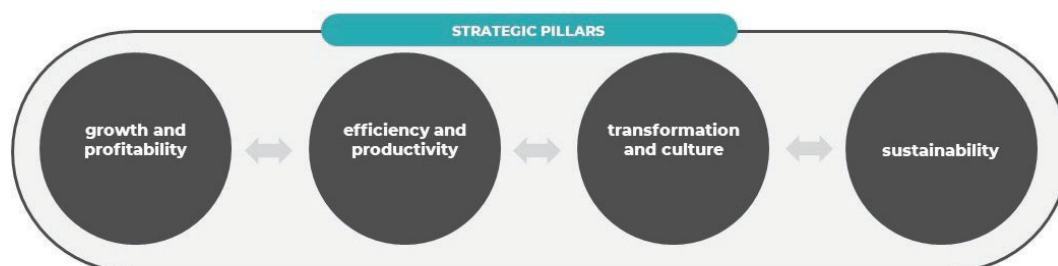 STRATEGIC PILLARS
growth and
profitability
efficiency and
productivity
transformation
and culture
sustainability